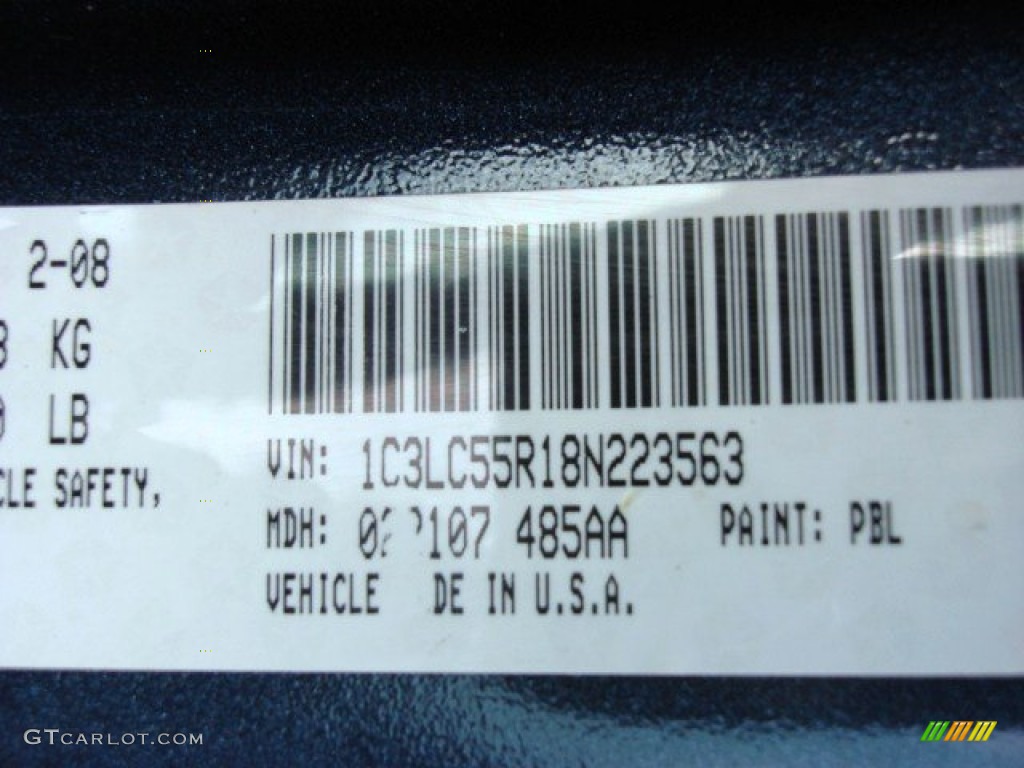 2-08
KG
LB
CLE SAFETY,
VIN: 1C3LC55R18N223563
MDH: 107 485AA PAINT: PBL
VEHICLE DE IN U.S.A.
GTCARLOT.COM